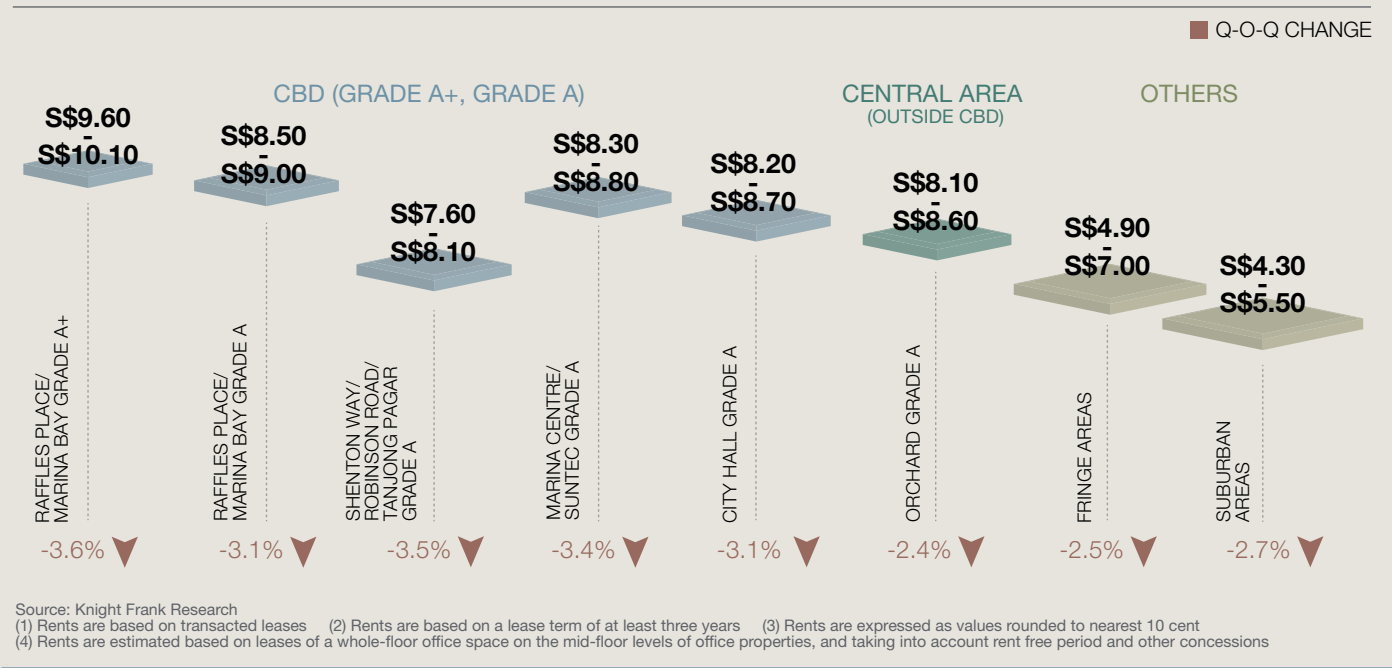 Q-O-Q CHANGE
CBD (GRADE A+, GRADE A)
CENTRAL AREA
(OUTSIDE CBD)
OTHERS
S$9.60
-
S$10.10
S$8.50
-
S$9.00
S$7.60
-
S$8.10
S$8.30
-
S$8.80
S$8.20
-
S$8.70
S$8.10
-
S$8.60
S$4.90
-
S$7.00
S$4.30
-
S$5.50
RAFFLES PLACE/
MARINA BAY GRADE A+
RAFFLES PLACE/
MARINA BAY GRADE A
SHENTON WAY/
ROBINSON ROAD/
TANJONG PAGAR
GRADE A
MARINA CENTRE/
SUNTEC GRADE A
CITY HALL GRADE A
ORCHARD GRADE A
FRINGE AREAS
SUBURBAN
AREAS
-3.6%
-3.1%
-3.5%
-3.4%
-3.1%
-2.4%
-2.5%
-2.7%
Source: Knight Frank Research
(1) Rents are based on transacted leases (2) Rents are based on a lease term of at least three years (3) Rents are expressed as values rounded to nearest 10 cent
(4) Rents are estimated based on leases of a whole-floor office space on the mid-floor levels of office properties, and taking into account rent free period and other concessions